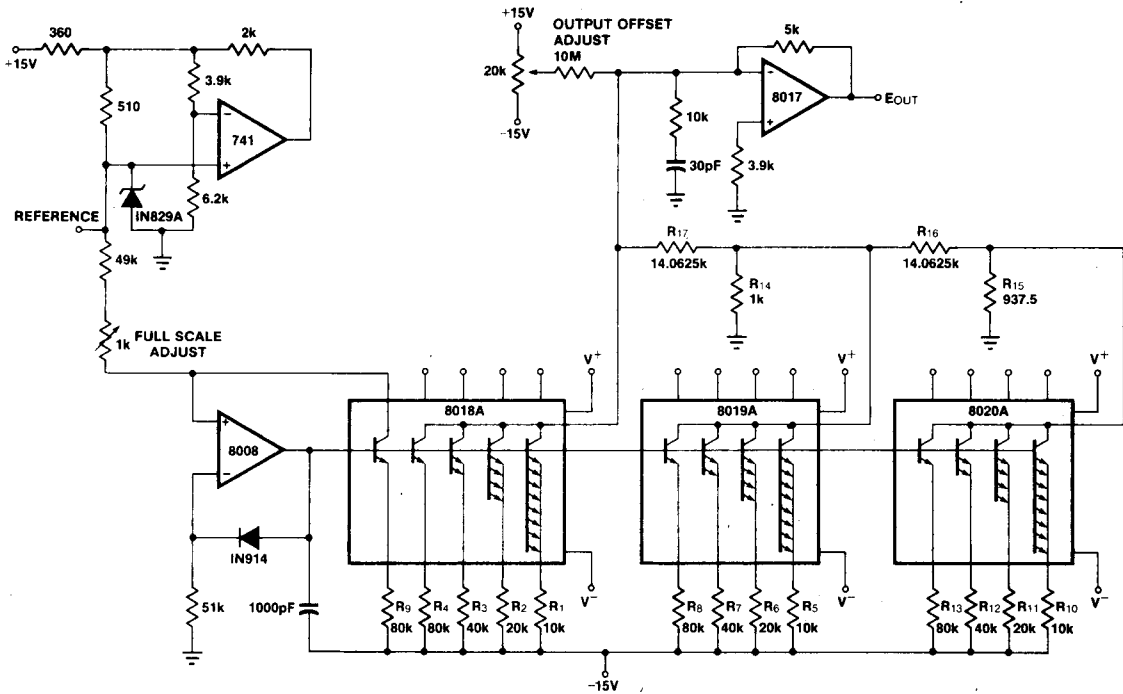 360
+15V
2k
3.9k
510
741
−
+
6.2k
IN829A
REFERENCE
49k
1k
FULL SCALE
ADJUST
+15V
20k
-15V
OUTPUT OFFSET
ADJUST
10M
5k
−
+
8017
EOUT
10k
30pF
3.9k
R17
14.0625k
R14
1k
R16
14.0625k
R15
937.5
+
−
8008
IN914
51k
1000pF
8018A
V+
V−
8019A
V+
V−
8020A
V+
V−
R9
80k
R4
80k
R3
40k
R2
20k
R1
10k
R8
80k
R7
40k
R6
20k
R5
10k
R13
80k
R12
40k
R11
20k
R10
10k
-15V